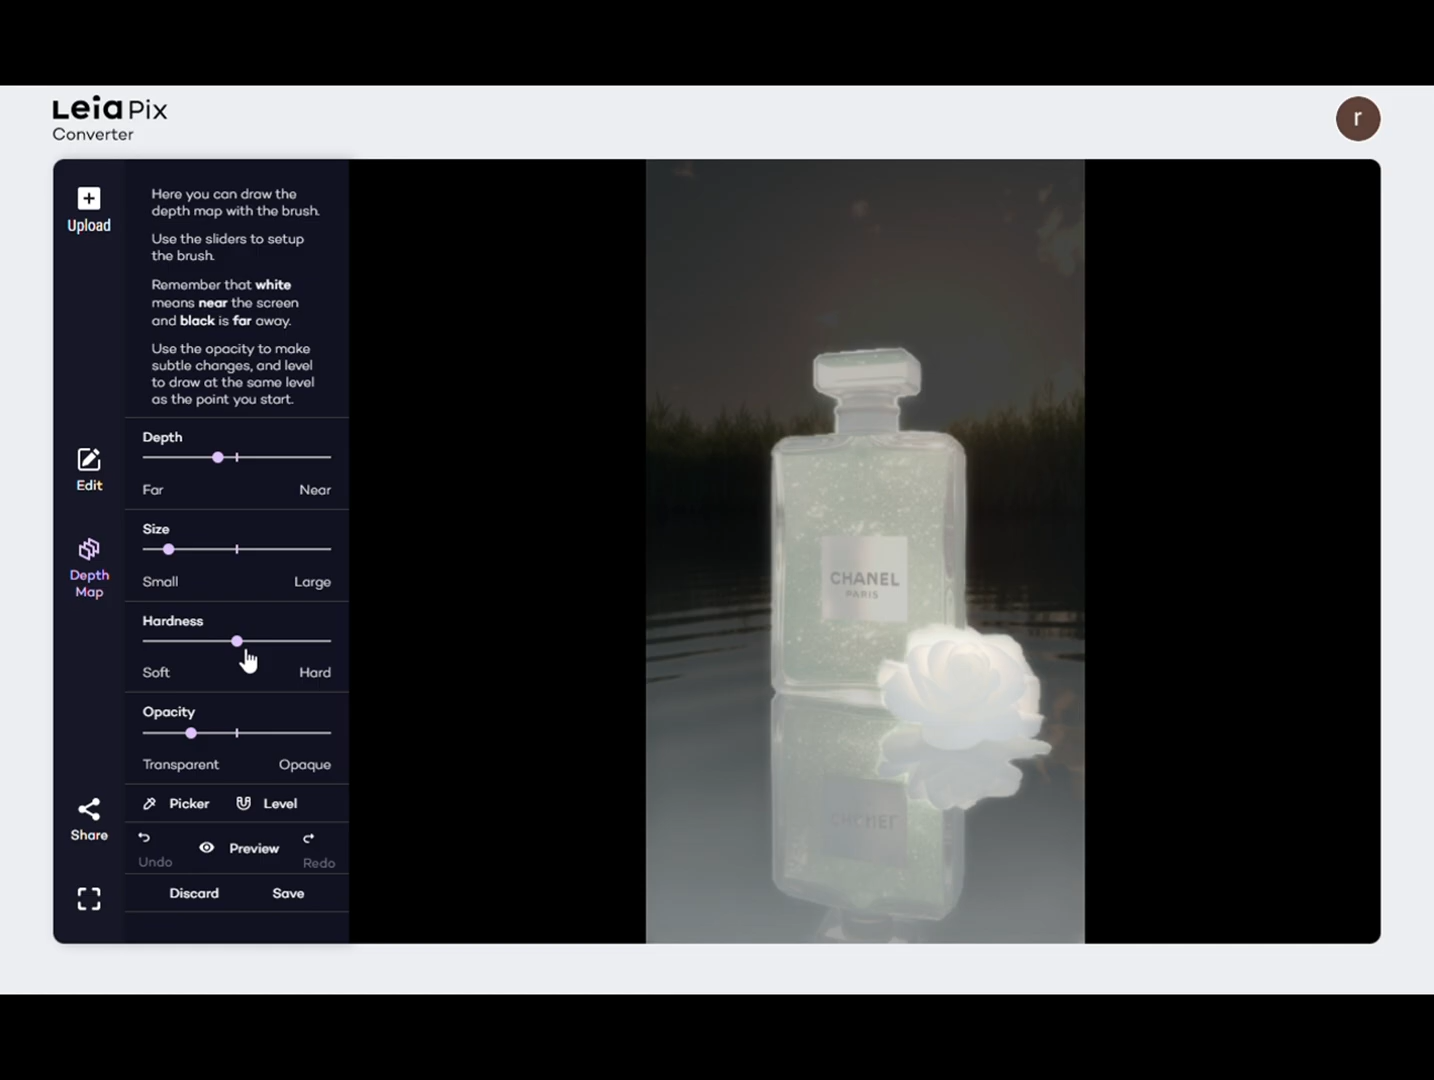 Leia Pix
Converter
r
Upload
Here you can draw the
depth map with the brush.
Use the sliders to setup
the brush.
Remember that white
means near the screen
and black is far away.
Use the opacity to make
subtle changes, and level
to draw at the same level
as the point you start.
Edit
Depth
Map
Share
Depth
Far Near
Size
Small Large
Hardness
Soft Hard
Opacity
Transparent Opaque
Picker Level
Undo Preview Redo
Discard Save
CHANEL
PARIS